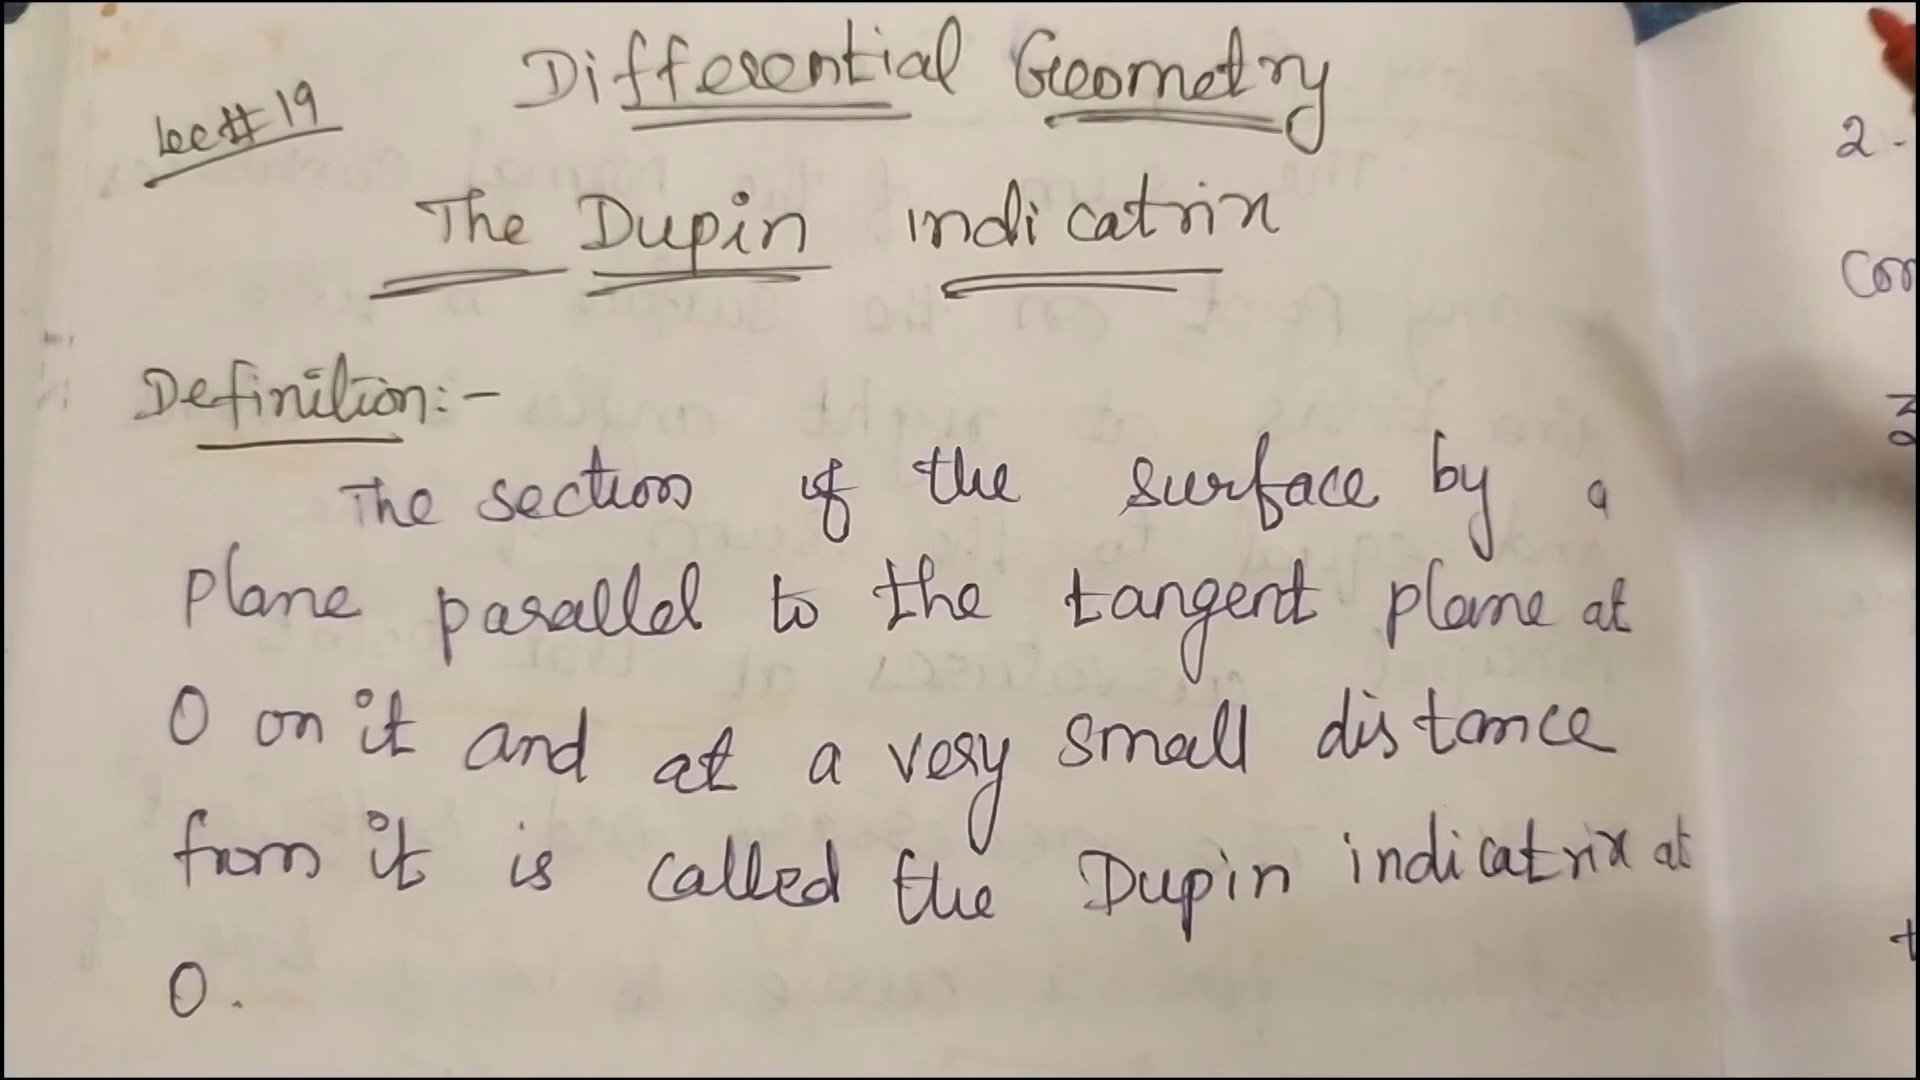 Lec# 19
Differential Geometry
The Dupin indicatrix
Definition:-
The section of the surface by a
plane parallel to the tangent plane at
O on it and at a very small distance
from it is called the Dupin indicatrix at
O.
2-